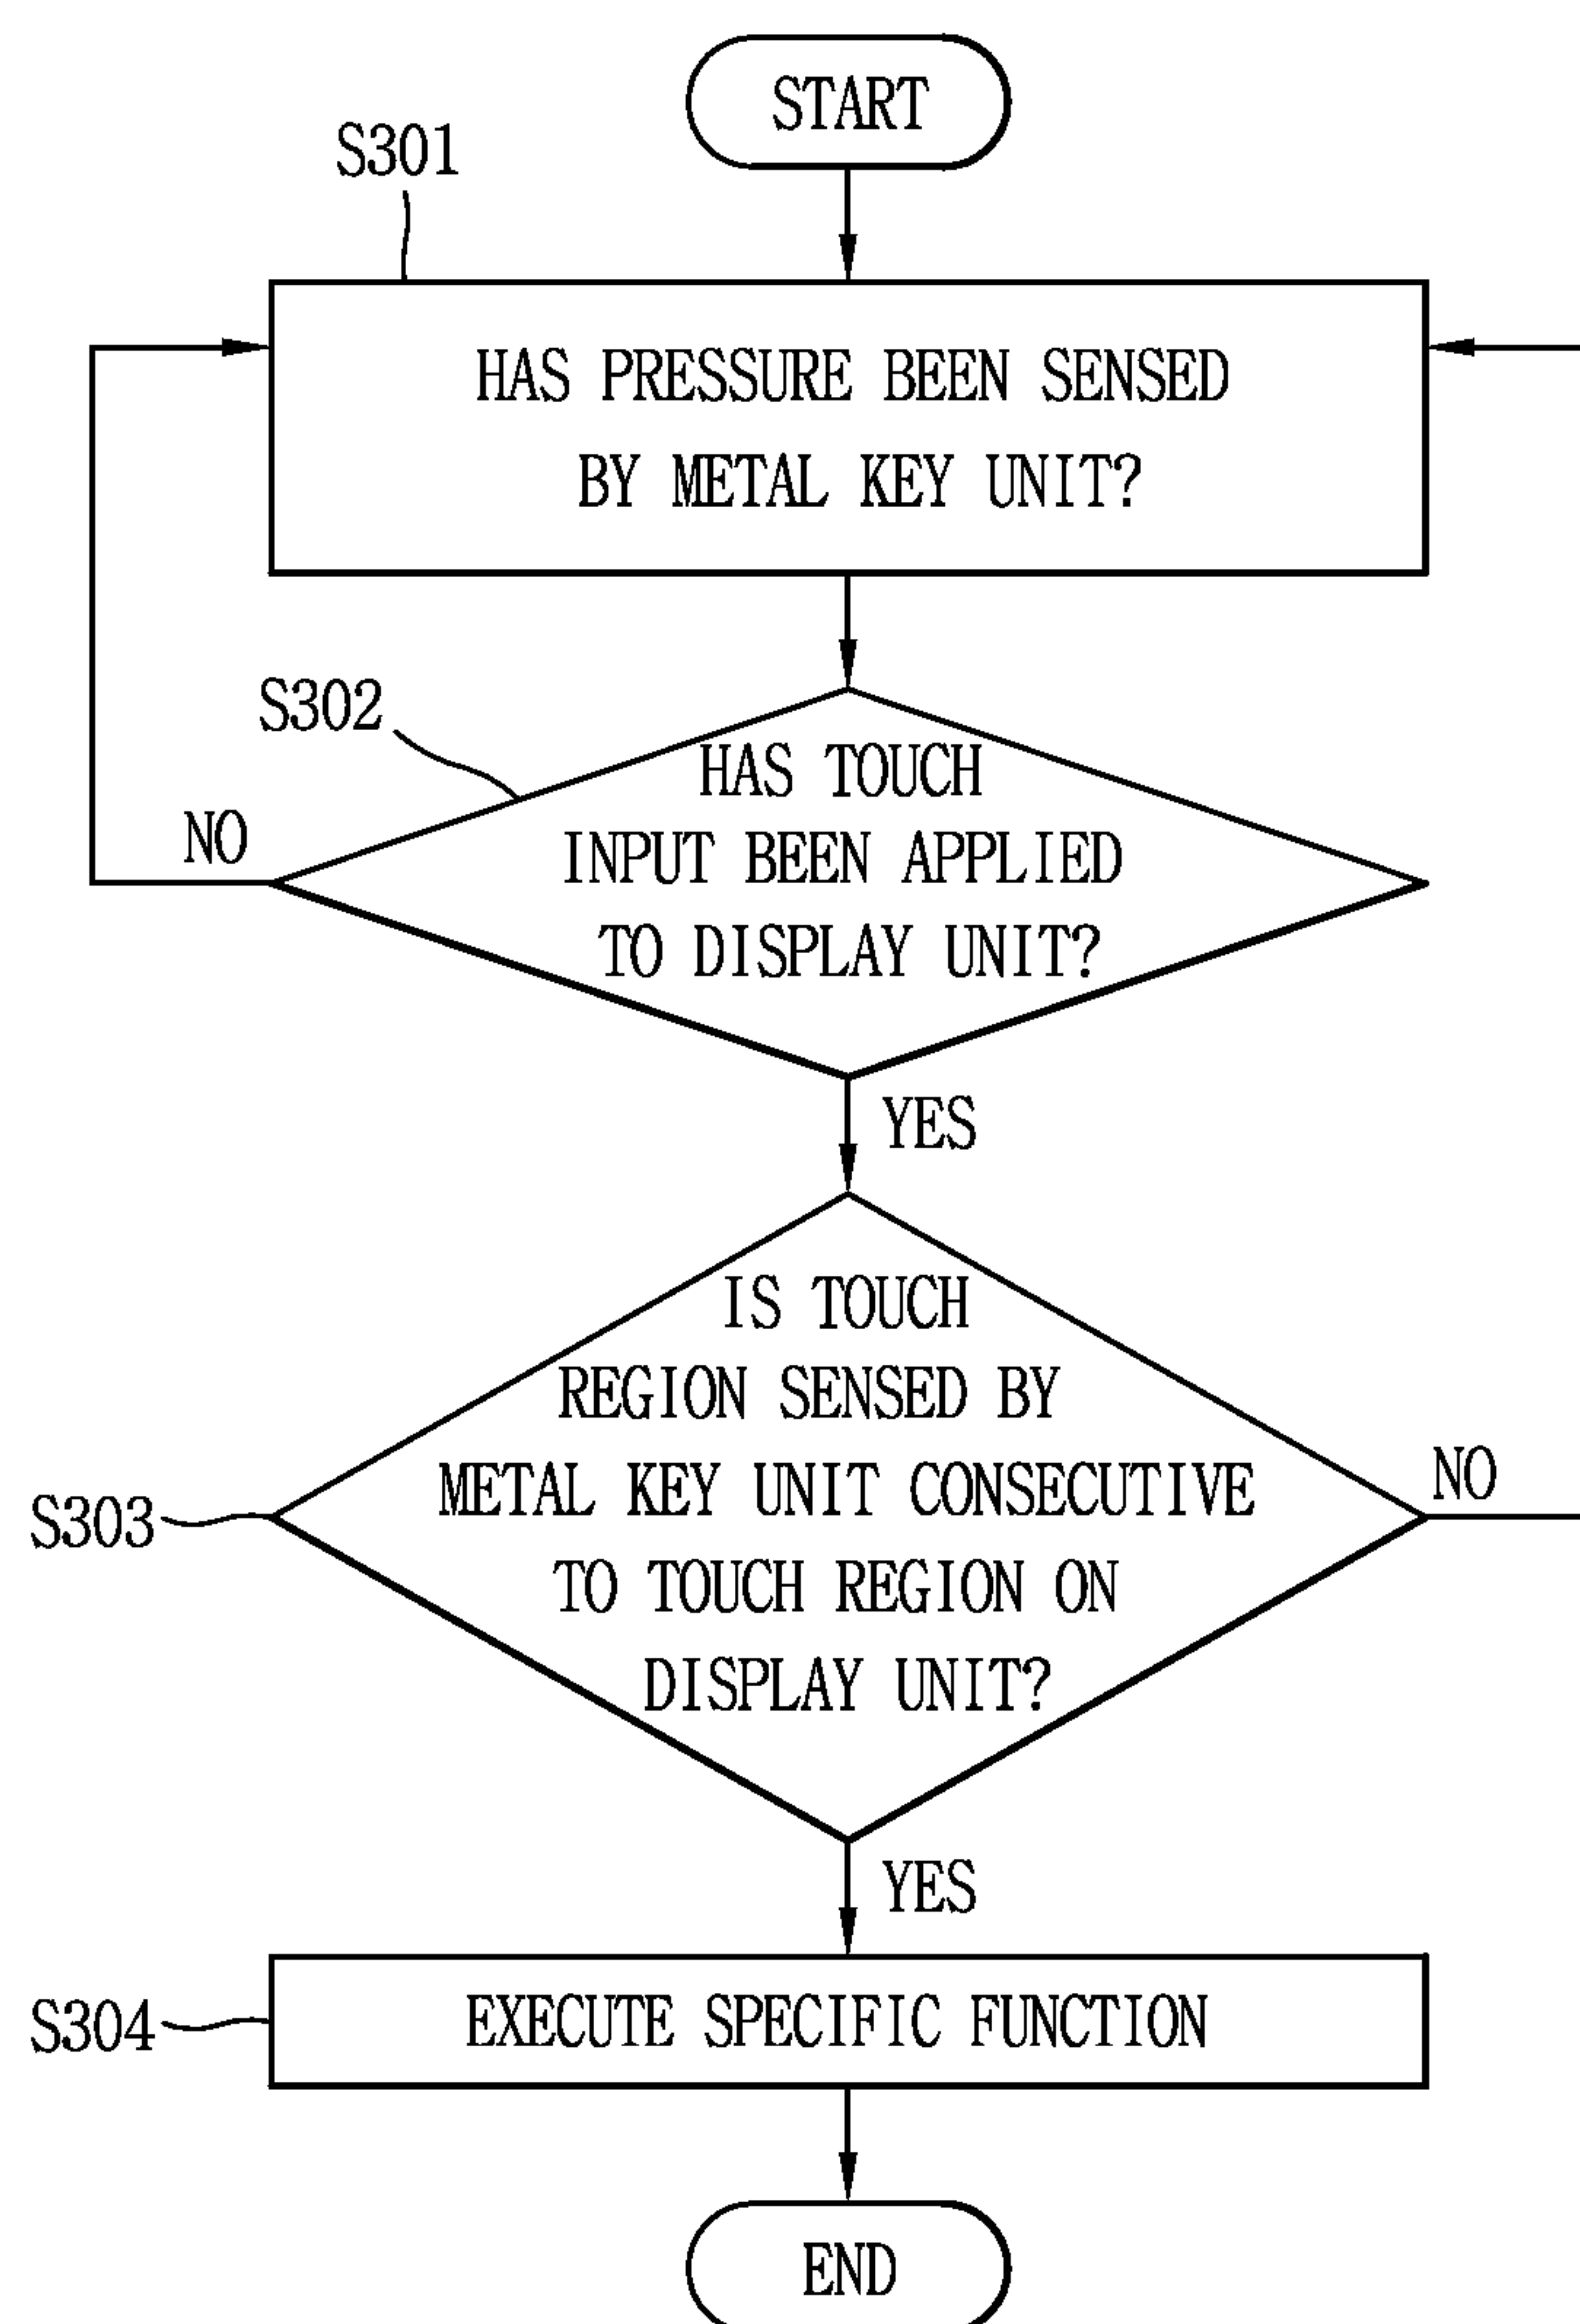 START
S301
HAS PRESSURE BEEN SENSED
BY METAL KEY UNIT?
S302
HAS TOUCH
INPUT BEEN APPLIED
TO DISPLAY UNIT?
NO
YES
IS TOUCH
REGION SENSED BY
METAL KEY UNIT CONSECUTIVE
TO TOUCH REGION ON
DISPLAY UNIT?
S303
NO
YES
S304
EXECUTE SPECIFIC FUNCTION
END